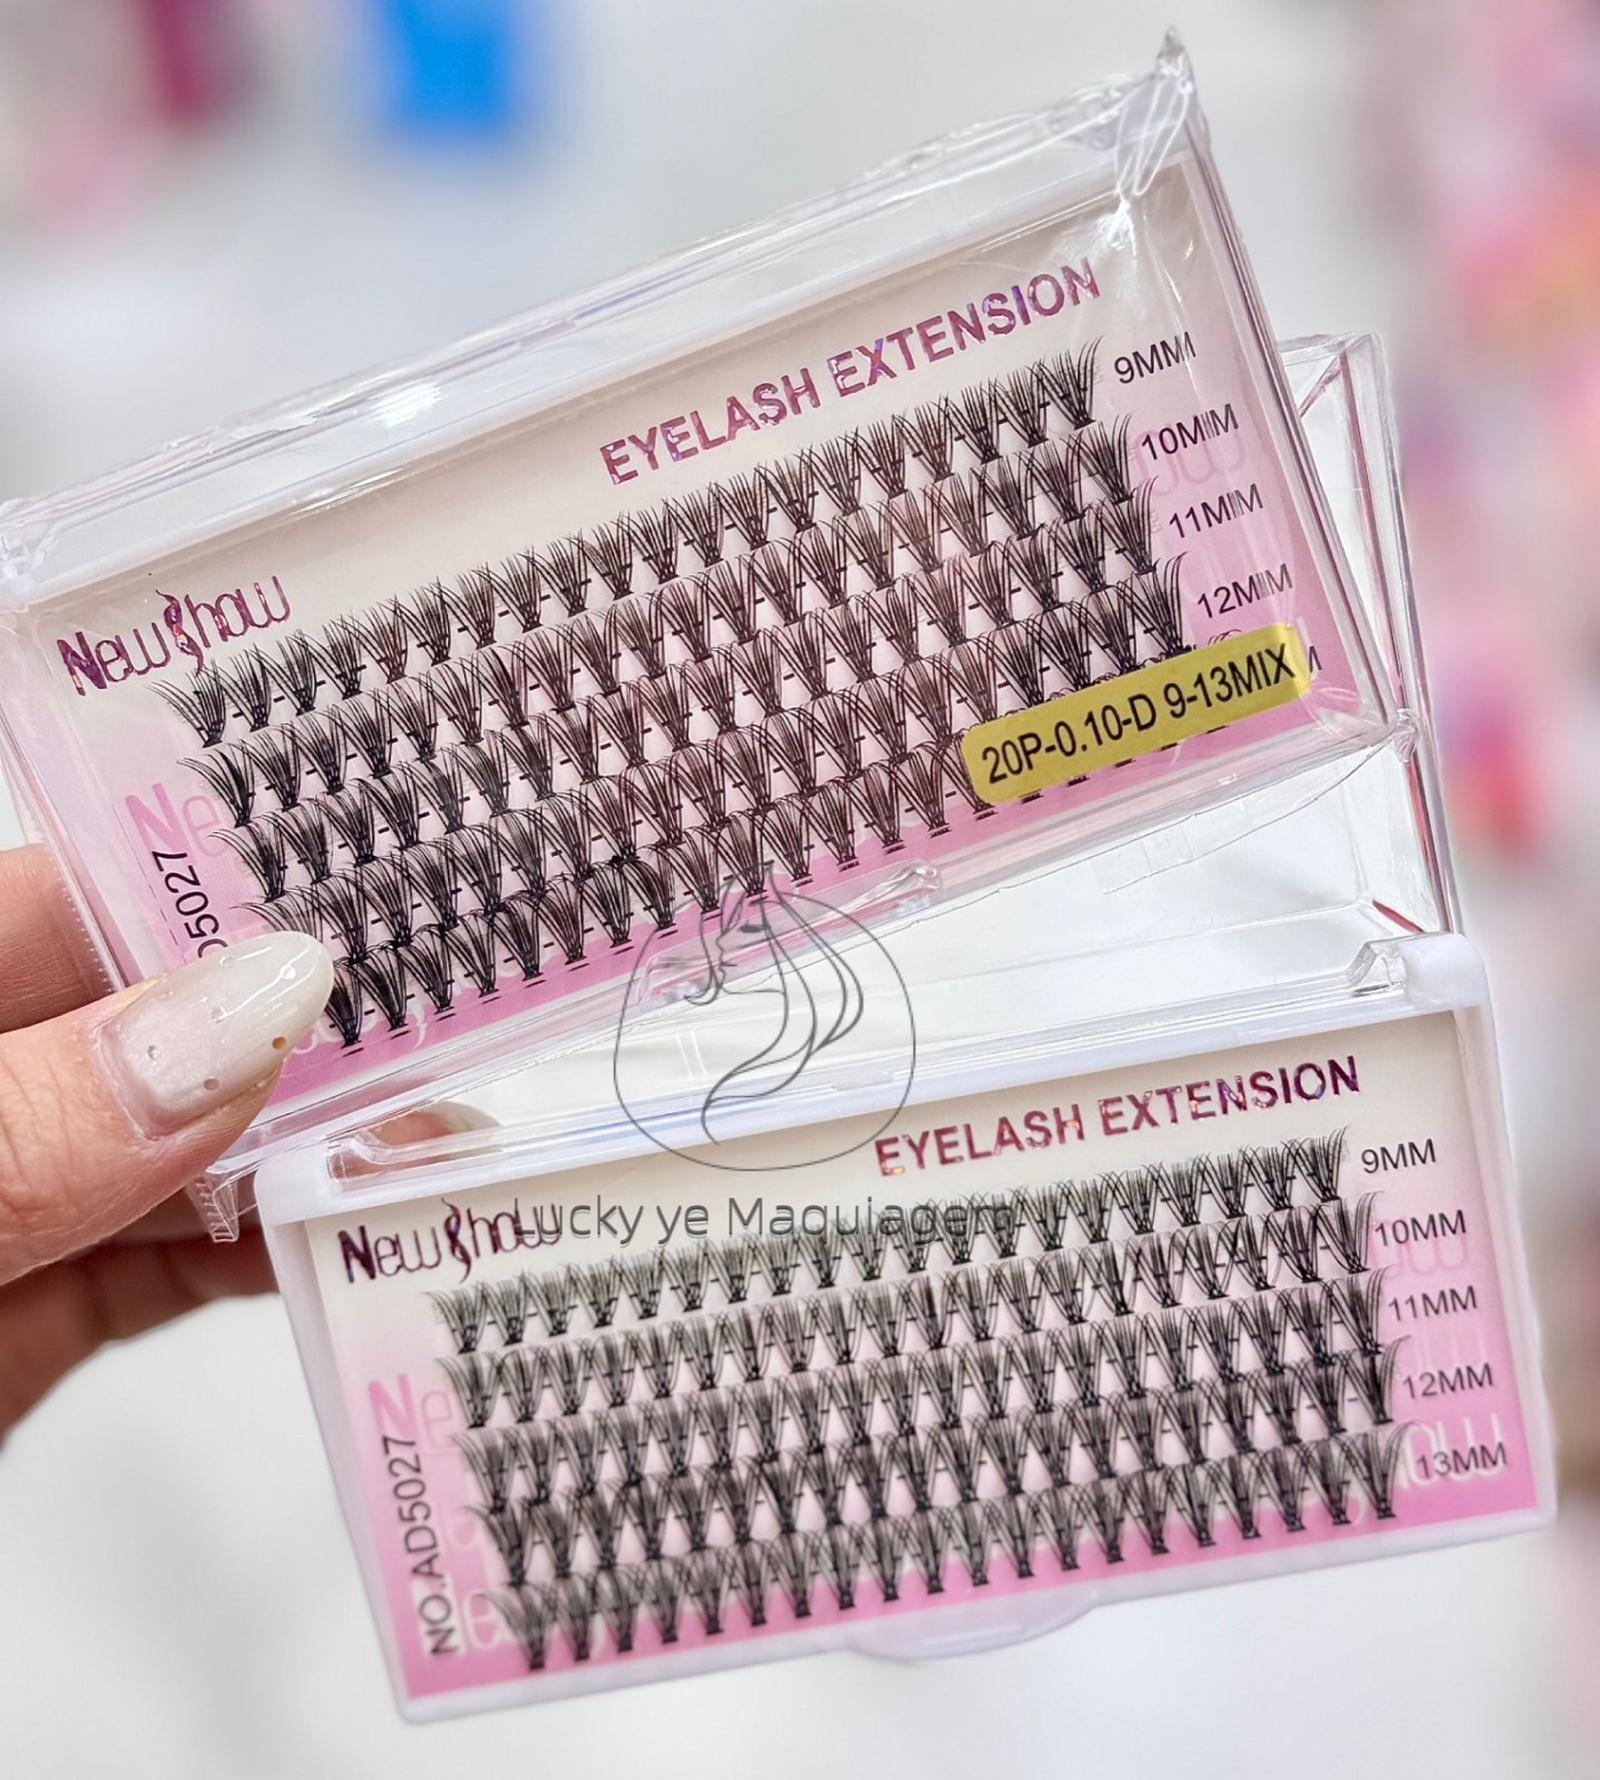 EYELASH EXTENSION
NewShow
9MM
10MM
11MM
12MM
20P-0.10-D 9-13MIX
Lucky ye Maquiagem
EYELASH EXTENSION
NewShow
9MM
10MM
11MM
12MM
13MM
NO.AD5027